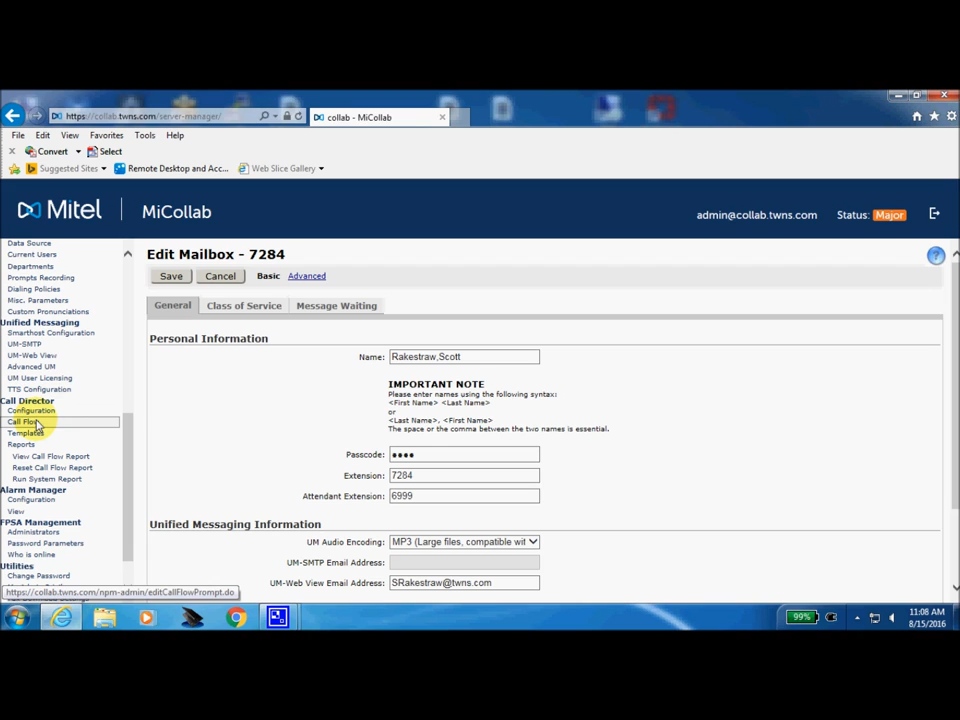 https://collab.twns.com/server-manager/
collab - MiCollab
File Edit View Favorites Tools Help
Convert Select
Suggested Sites Remote Desktop and Acc... Web Slice Gallery
Mitel MiCollab
admin@collab.twns.com Status: Major
Data Source
Current Users
Departments
Prompts Recording
Dialing Policies
Misc. Parameters
Custom Pronunciations
Unified Messaging
Smarthost Configuration
UM-SMTP
UM-Web View
Advanced UM
UM User Licensing
TTS Configuration
Call Director
Configuration
Call Flow
Templates
Reports
View Call Flow Report
Reset Call Flow Report
Run System Report
Alarm Manager
Configuration
View
FPSA Management
Administrators
Password Parameters
Who is online
Utilities
Change Password
https://collab.twns.com/npm-admin/editCallFlowPrompt.do
Edit Mailbox - 7284
Save Cancel Basic Advanced
General Class of Service Message Waiting
Personal Information
Name: Rakestraw,Scott
IMPORTANT NOTE
Please enter names using the following syntax:
<First Name> <Last Name>
or
<Last Name>, <First Name>
The space or the comma between the two names is essential.
Passcode: ●●●●
Extension: 7284
Attendant Extension: 6999
Unified Messaging Information
UM Audio Encoding: MP3 (Large files, compatible wit
UM-SMTP Email Address:
UM-Web View Email Address: SRakestraw@twns.com
99%
11:08 AM
8/15/2016